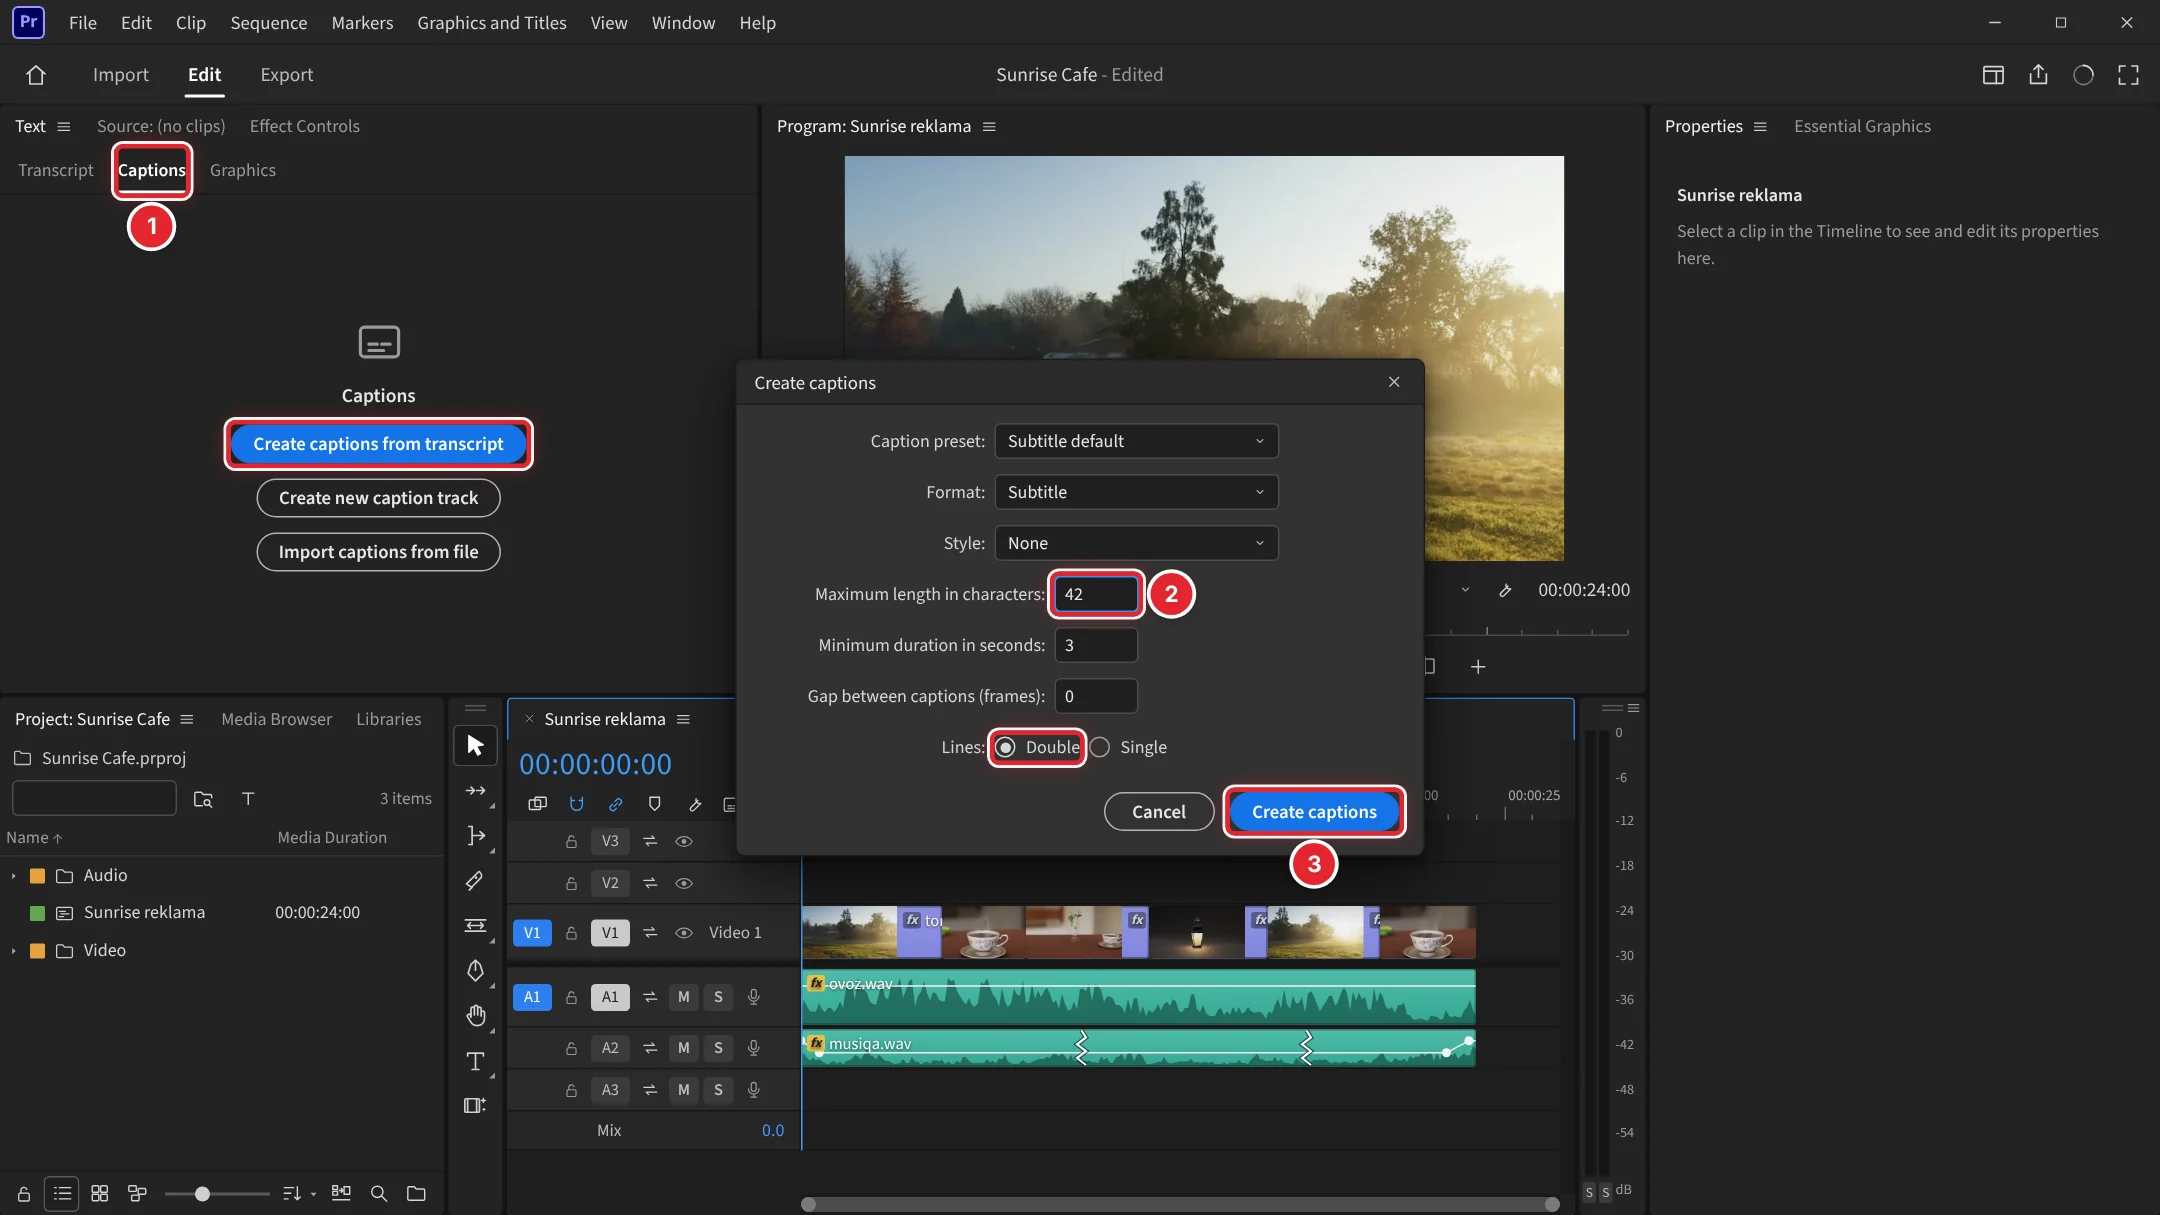 Pr File Edit Clip Sequence Markers Graphics and Titles View Window Help
Import Edit Export
Sunrise Cafe - Edited
Text Source: (no clips) Effect Controls
Transcript Captions Graphics
1
Captions
Create captions from transcript
Create new caption track
Import captions from file
Program: Sunrise reklama
00:00:24:00
Properties Essential Graphics
Sunrise reklama
Select a clip in the Timeline to see and edit its properties
here.
Create captions
Caption preset: Subtitle default
Format: Subtitle
Style: None
Maximum length in characters: 42 2
Minimum duration in seconds: 3
Gap between captions (frames): 0
Lines: Double Single
Cancel Create captions
3
Project: Sunrise Cafe Media Browser Libraries
Sunrise Cafe.prproj
3 items
Name Media Duration
Audio
Sunrise reklama 00:00:24:00
Video
Sunrise reklama
00:00:00:00
00 00:00:25
V3
V2
V1 V1 Video 1
fx fx fx
A1 A1 M S
fx ovoz.wav
A2 M S
fx musiqa.wav
A3 M S
Mix 0.0
0
-6
-12
-18
-24
-30
-36
-42
-48
-54
S S dB